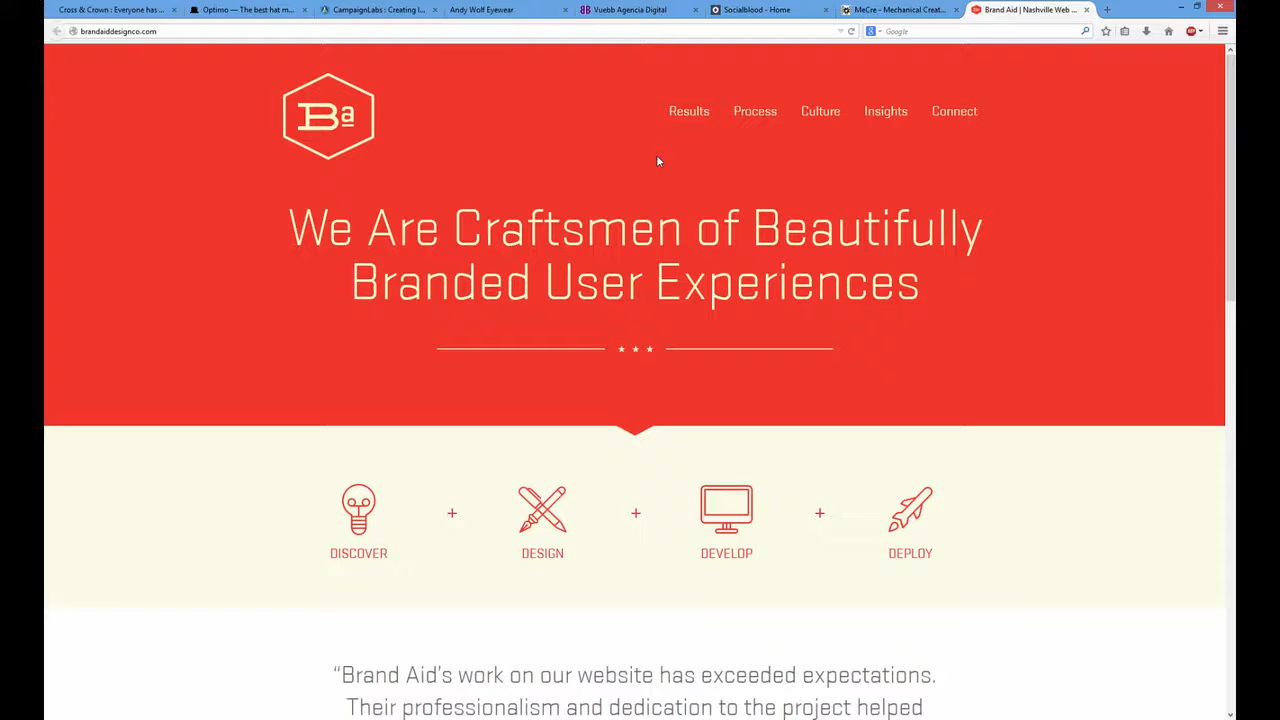 Cross & Crown : Everyone has ...
Optimo — The best hat m...
CampaignLabs : Creating I...
Andy Wolf Eyewear
Vuebb Agencia Digital
Socialblood - Home
MeCre - Mechanical Creat...
Brand Aid | Nashville Web ...
brandaiddesignco.com
Google
Ba
Results
Process
Culture
Insights
Connect
We Are Craftsmen of Beautifully
Branded User Experiences
DISCOVER
+
DESIGN
+
DEVELOP
+
DEPLOY
“Brand Aid’s work on our website has exceeded expectations.
Their professionalism and dedication to the project helped